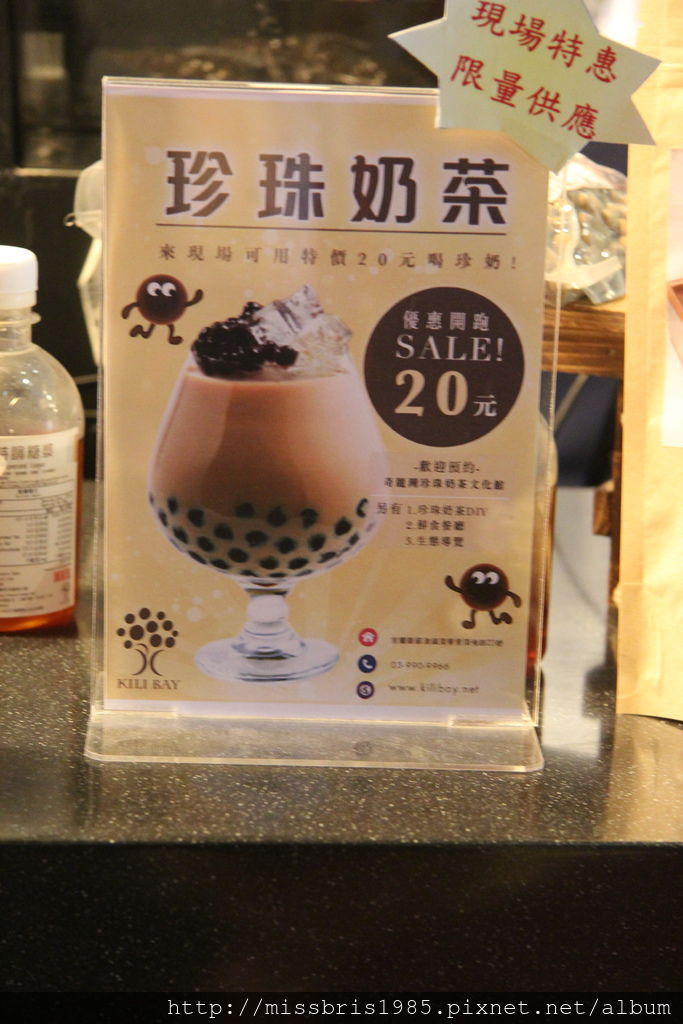 現場特惠
限量供應
珍珠奶茶
來現場可用特價20元喝珍奶!
優惠開跑
SALE!
20元
-歡迎預約-
奇麗灣珍珠奶茶文化館
另有 1.珍珠奶茶DIY
2.鮮食餐廳
3.生態導覽
KILI BAY
03-990-9966
www.kilibay.net
http://missbris1985.pixnet.net/album